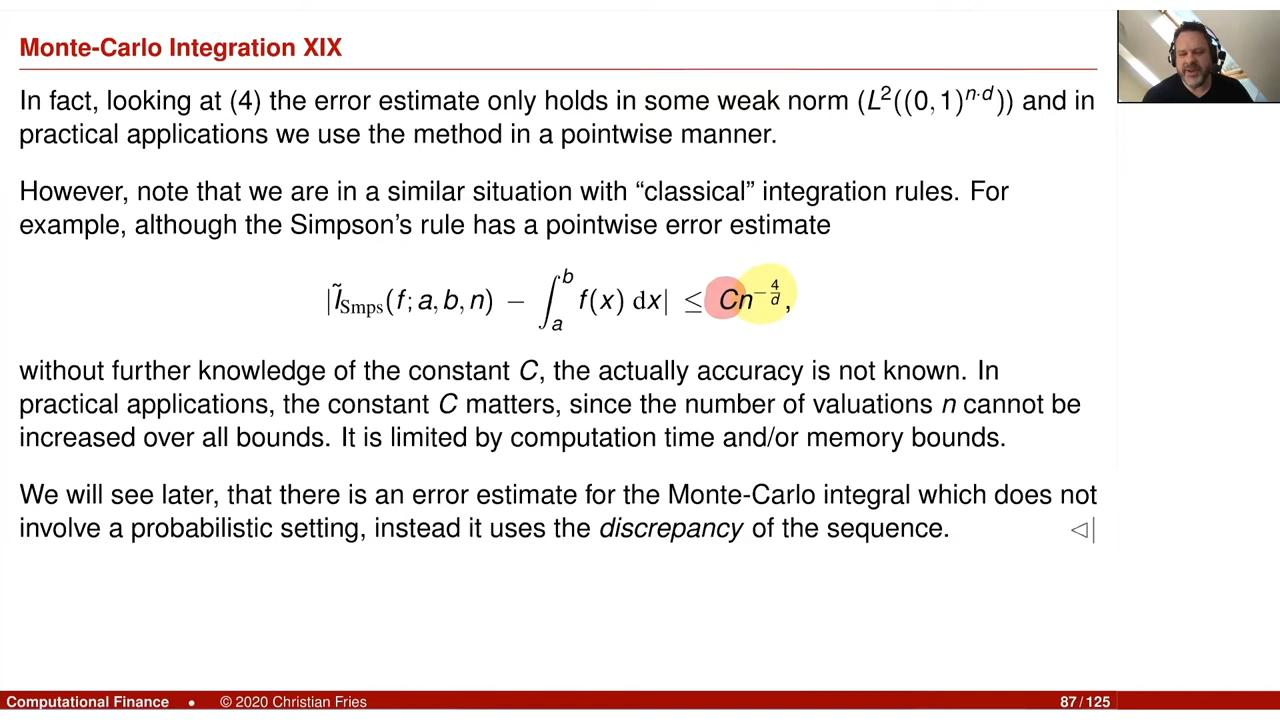 Monte-Carlo Integration XIX
In fact, looking at (4) the error estimate only holds in some weak norm (L²((0, 1)ⁿ·ᵈ)) and in
practical applications we use the method in a pointwise manner.
However, note that we are in a similar situation with “classical” integration rules. For
example, although the Simpson’s rule has a pointwise error estimate
|Ĩ_Smps(f; a, b, n) − ∫_a^b f(x) dx| ≤ Cn^{−4/d},
without further knowledge of the constant C, the actually accuracy is not known. In
practical applications, the constant C matters, since the number of valuations n cannot be
increased over all bounds. It is limited by computation time and/or memory bounds.
We will see later, that there is an error estimate for the Monte-Carlo integral which does not
involve a probabilistic setting, instead it uses the discrepancy of the sequence. ◁|
Computational Finance • © 2020 Christian Fries 87/125